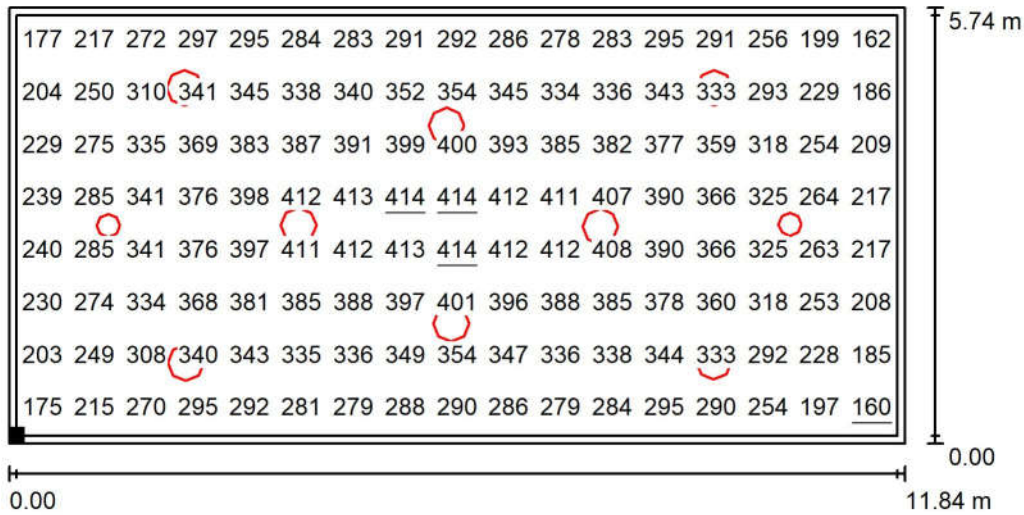 177 217 272 297 295 284 283 291 292 286 278 283 295 291 256 199 162 5.74 m
204 250 310 341 345 338 340 352 354 345 334 336 343 333 293 229 186
229 275 335 369 383 387 391 399 400 393 385 382 377 359 318 254 209
239 285 341 376 398 412 413 414 414 412 411 407 390 366 325 264 217
240 285 341 376 397 411 412 413 414 412 412 408 390 366 325 263 217
230 274 334 368 381 385 388 397 401 396 388 385 378 360 318 253 208
203 249 308 340 343 335 336 349 354 347 336 338 344 333 292 228 185
175 215 270 295 292 281 279 288 290 286 279 284 295 290 254 197 160
0.00
0.00 11.84 m